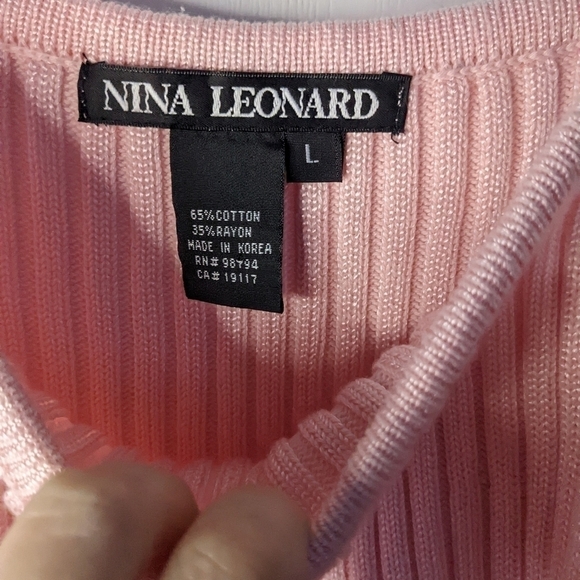 NINA LEONARD
L
65%COTTON
35%RAYON
MADE IN KOREA
RN# 98794
CA# 19117